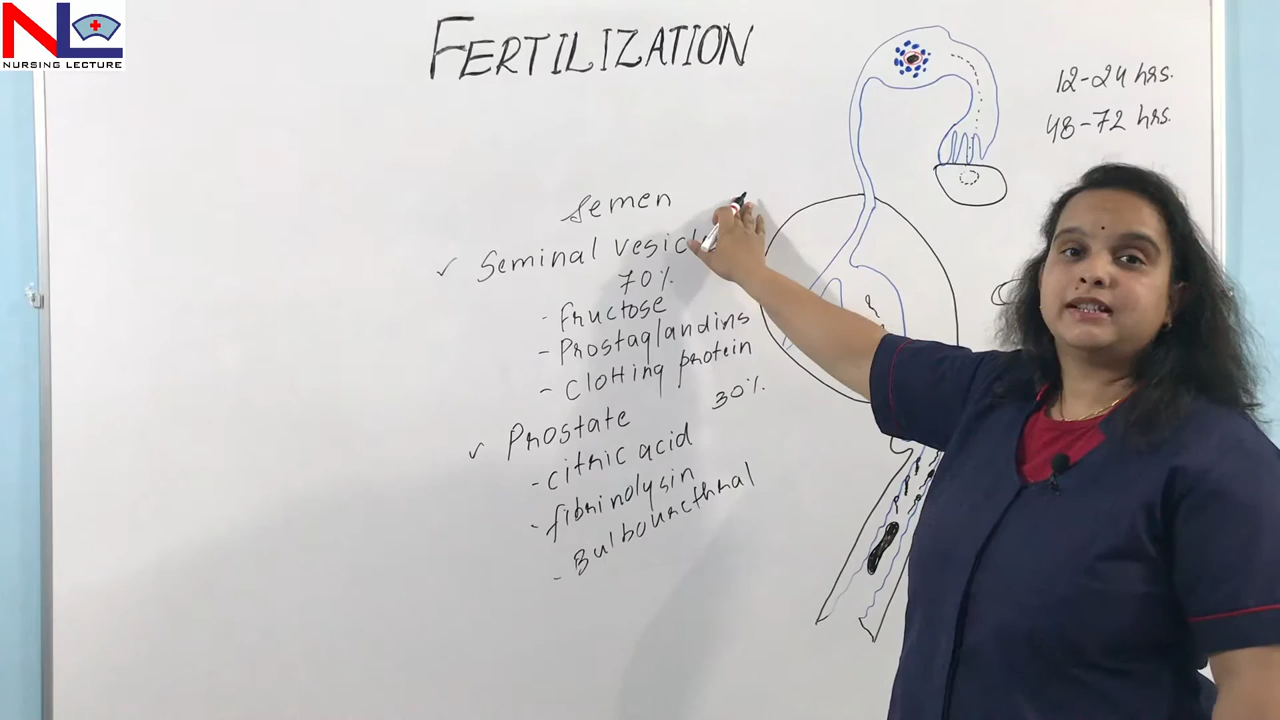 NL
NURSING LECTURE
FERTILIZATION
12-24 hrs.
48-72 hrs.
Semen
✓ Seminal vesicle
70%
- Fructose
- Prostaglandins
- Clotting protein
30%
✓ Prostate
- citric acid
- fibrinolysin
- Bulbourethral